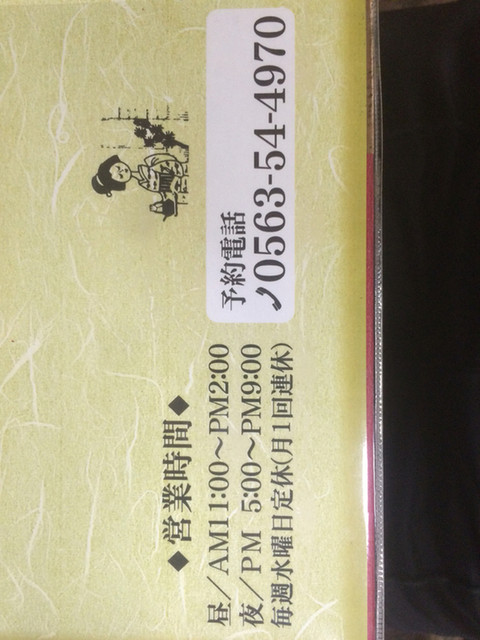 ◆営業時間◆
昼／AM11:00～PM2:00
夜／PM 5:00～PM9:00
毎週水曜日定休(月1回連休)
予約電話
0563-54-4970